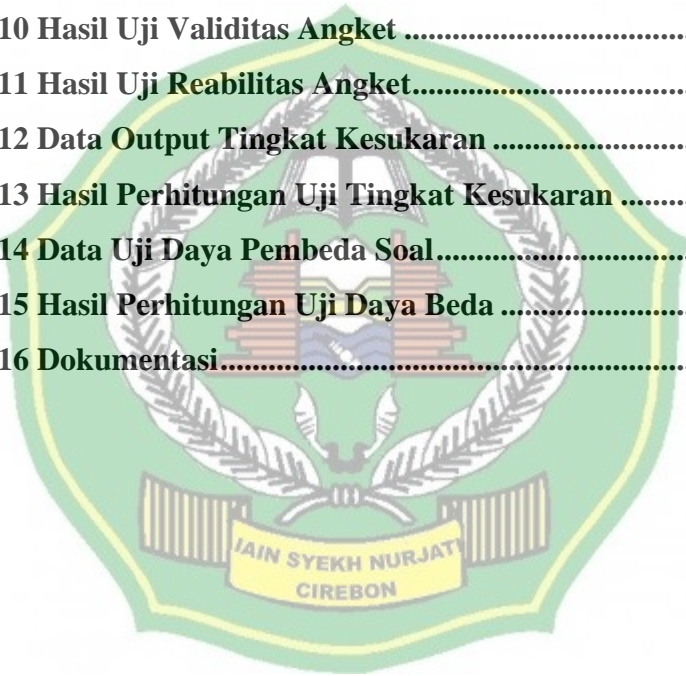 10 Hasil Uji Validitas Angket ..........................................
11 Hasil Uji Reabilitas Angket.........................................
12 Data Output Tingkat Kesukaran .............................
13 Hasil Perhitungan Uji Tingkat Kesukaran ..........
14 Data Uji Daya Pembeda Soal.....................................
15 Hasil Perhitungan Uji Daya Beda ............................
16 Dokumentasi......................................................................
IAIN SYEKH NURJATI
CIREBON